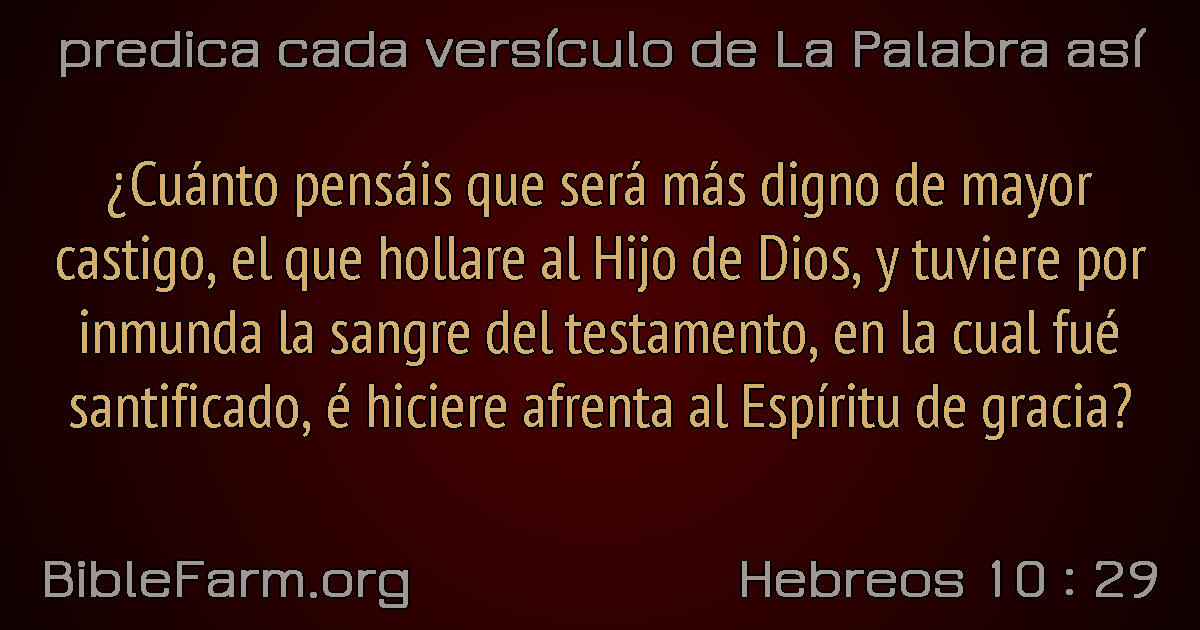 predica cada versículo de La Palabra así
¿Cuánto pensáis que será más digno de mayor
castigo, el que hollare al Hijo de Dios, y tuviere por
inmunda la sangre del testamento, en la cual fué
santificado, é hiciere afrenta al Espíritu de gracia?
BibleFarm.org
Hebreos 10 : 29